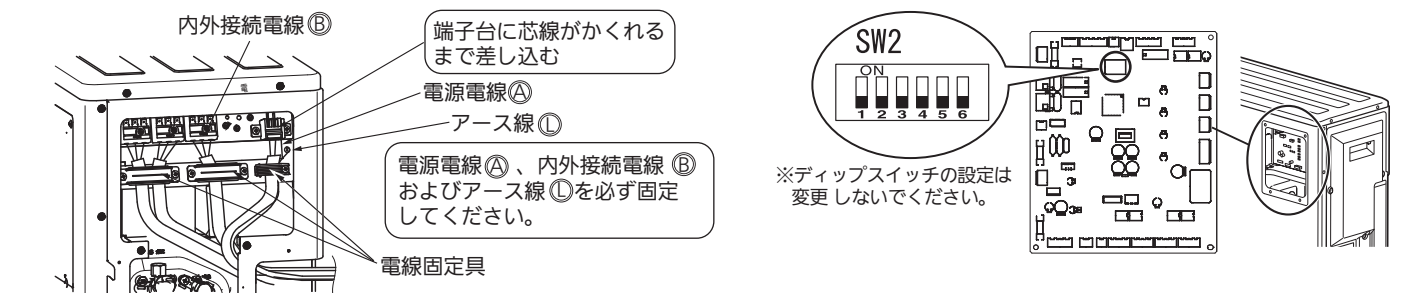 内外接続電線Ⓑ
端子台に芯線がかくれる
まで差し込む
電源電線Ⓐ
アース線Ⓛ
電源電線Ⓐ、内外接続電線Ⓑ
およびアース線Ⓛを必ず固定
してください。
電線固定具
SW2
ON
1 2 3 4 5 6
※ディップスイッチの設定は
変更しないでください。